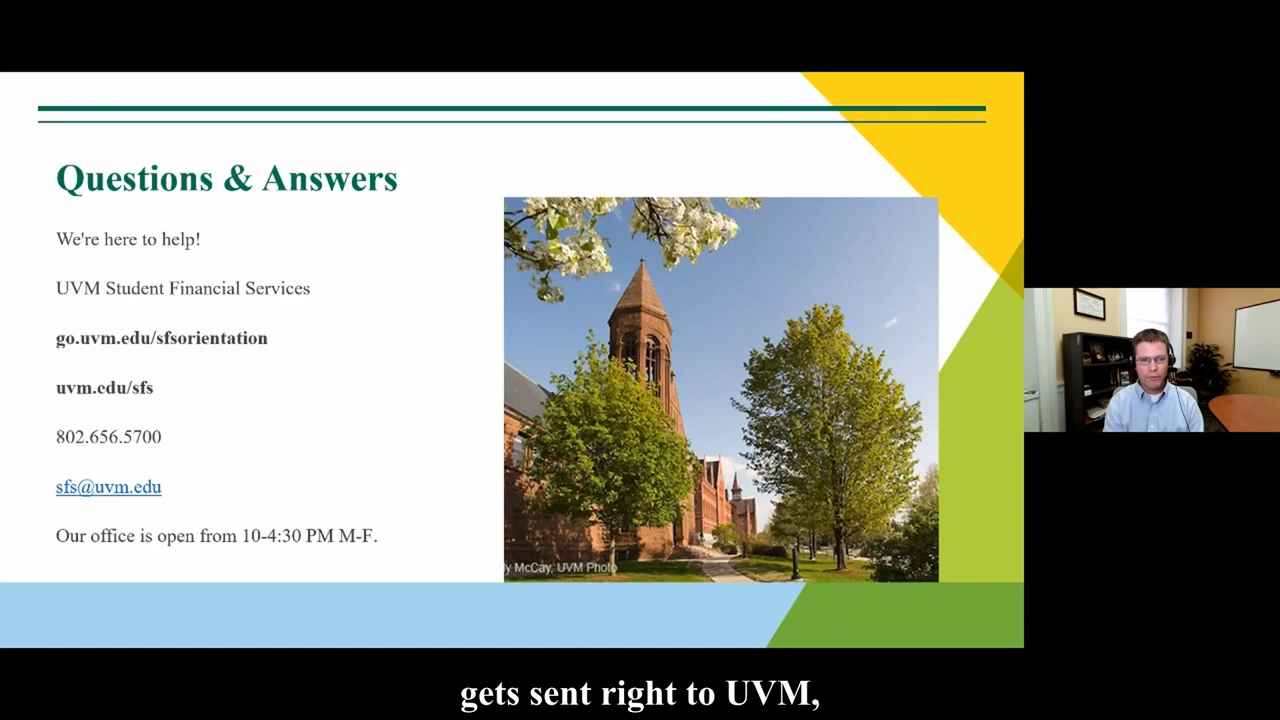 Questions & Answers
We're here to help!
UVM Student Financial Services
go.uvm.edu/sfsorientation
uvm.edu/sfs
802.656.5700
sfs@uvm.edu
Our office is open from 10-4:30 PM M-F.
y McCay, UVM Photo
gets sent right to UVM,